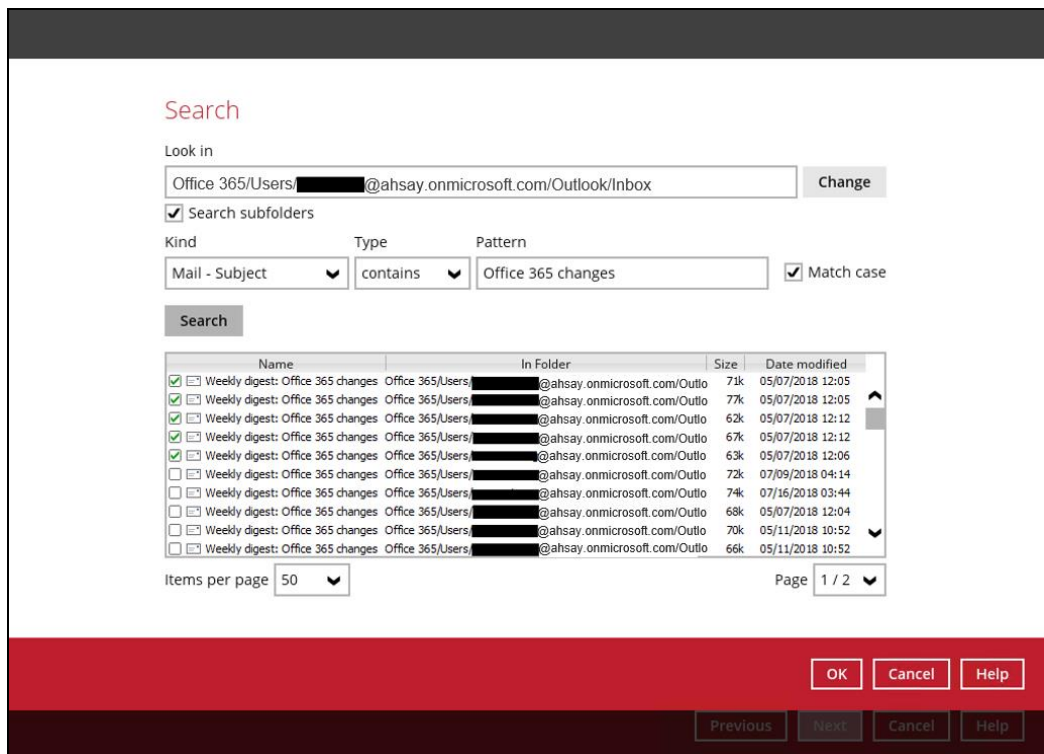 Search
Look in
Office 365/Users/ @ahsay.onmicrosoft.com/Outlook/Inbox Change
Search subfolders
Kind Type Pattern
Mail - Subject contains Office 365 changes Match case
Search
Name In Folder Size Date modified
Weekly digest: Office 365 changes Office 365/Users/ @ahsay.onmicrosoft.com/Outlo 71k 05/07/2018 12:05
Weekly digest: Office 365 changes Office 365/Users/ @ahsay.onmicrosoft.com/Outlo 77k 05/07/2018 12:05
Weekly digest: Office 365 changes Office 365/Users/ @ahsay.onmicrosoft.com/Outlo 62k 05/07/2018 12:12
Weekly digest: Office 365 changes Office 365/Users/ @ahsay.onmicrosoft.com/Outlo 67k 05/07/2018 12:12
Weekly digest: Office 365 changes Office 365/Users/ @ahsay.onmicrosoft.com/Outlo 63k 05/07/2018 12:06
Weekly digest: Office 365 changes Office 365/Users/ @ahsay.onmicrosoft.com/Outlo 72k 07/09/2018 04:14
Weekly digest: Office 365 changes Office 365/Users/ @ahsay.onmicrosoft.com/Outlo 74k 07/16/2018 03:44
Weekly digest: Office 365 changes Office 365/Users/ @ahsay.onmicrosoft.com/Outlo 68k 05/07/2018 12:04
Weekly digest: Office 365 changes Office 365/Users/ @ahsay.onmicrosoft.com/Outlo 70k 05/11/2018 10:52
Weekly digest: Office 365 changes Office 365/Users/ @ahsay.onmicrosoft.com/Outlo 66k 05/11/2018 10:52
Items per page 50 Page 1 / 2
OK Cancel Help
Previous Next Cancel Help